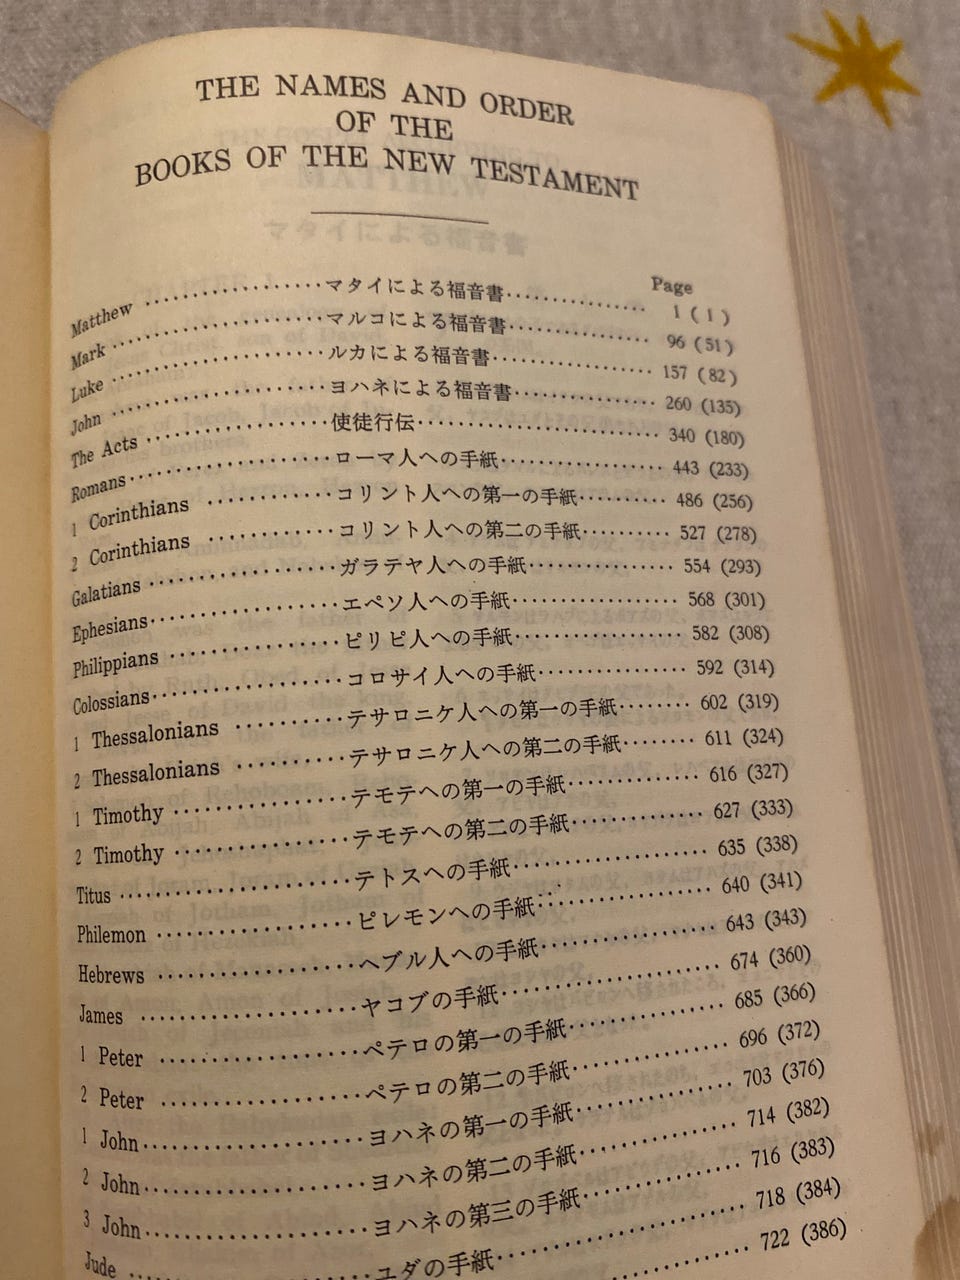 THE NAMES AND ORDER
OF THE
BOOKS OF THE NEW TESTAMENT
Page
Matthew ・・・・・・ マタイによる福音書 ・・・・・・ 1 (1)
Mark ・・・・・・ マルコによる福音書 ・・・・・・ 96 (51)
Luke ・・・・・・ ルカによる福音書 ・・・・・・ 157 (82)
John ・・・・・・ ヨハネによる福音書 ・・・・・・ 260 (135)
The Acts ・・・・・・ 使徒行伝 ・・・・・・ 340 (180)
Romans ・・・・・・ ローマ人への手紙 ・・・・・・ 443 (233)
1 Corinthians ・・・・・・ コリント人への第一の手紙 ・・・・・・ 486 (256)
2 Corinthians ・・・・・・ コリント人への第二の手紙 ・・・・・・ 527 (278)
Galatians ・・・・・・ ガラテヤ人への手紙 ・・・・・・ 554 (293)
Ephesians ・・・・・・ エペソ人への手紙 ・・・・・・ 568 (301)
Philippians ・・・・・・ ピリピ人への手紙 ・・・・・・ 582 (308)
Colossians ・・・・・・ コロサイ人への手紙 ・・・・・・ 592 (314)
1 Thessalonians ・・・・・・ テサロニケ人への第一の手紙 ・・・・・・ 602 (319)
2 Thessalonians ・・・・・・ テサロニケ人への第二の手紙 ・・・・・・ 611 (324)
1 Timothy ・・・・・・ テモテへの第一の手紙 ・・・・・・ 616 (327)
2 Timothy ・・・・・・ テモテへの第二の手紙 ・・・・・・ 627 (333)
Titus ・・・・・・ テトスへの手紙 ・・・・・・ 635 (338)
Philemon ・・・・・・ ピレモンへの手紙 ・・・・・・ 640 (341)
Hebrews ・・・・・・ ヘブル人への手紙 ・・・・・・ 643 (343)
James ・・・・・・ ヤコブの手紙 ・・・・・・ 674 (360)
1 Peter ・・・・・・ ペテロの第一の手紙 ・・・・・・ 685 (366)
2 Peter ・・・・・・ ペテロの第二の手紙 ・・・・・・ 696 (372)
1 John ・・・・・・ ヨハネの第一の手紙 ・・・・・・ 703 (376)
2 John ・・・・・・ ヨハネの第二の手紙 ・・・・・・ 714 (382)
3 John ・・・・・・ ヨハネの第三の手紙 ・・・・・・ 716 (383)
Jude ・・・・・・ ユダの手紙 ・・・・・・ 718 (384)
・・・・・・ 722 (386)